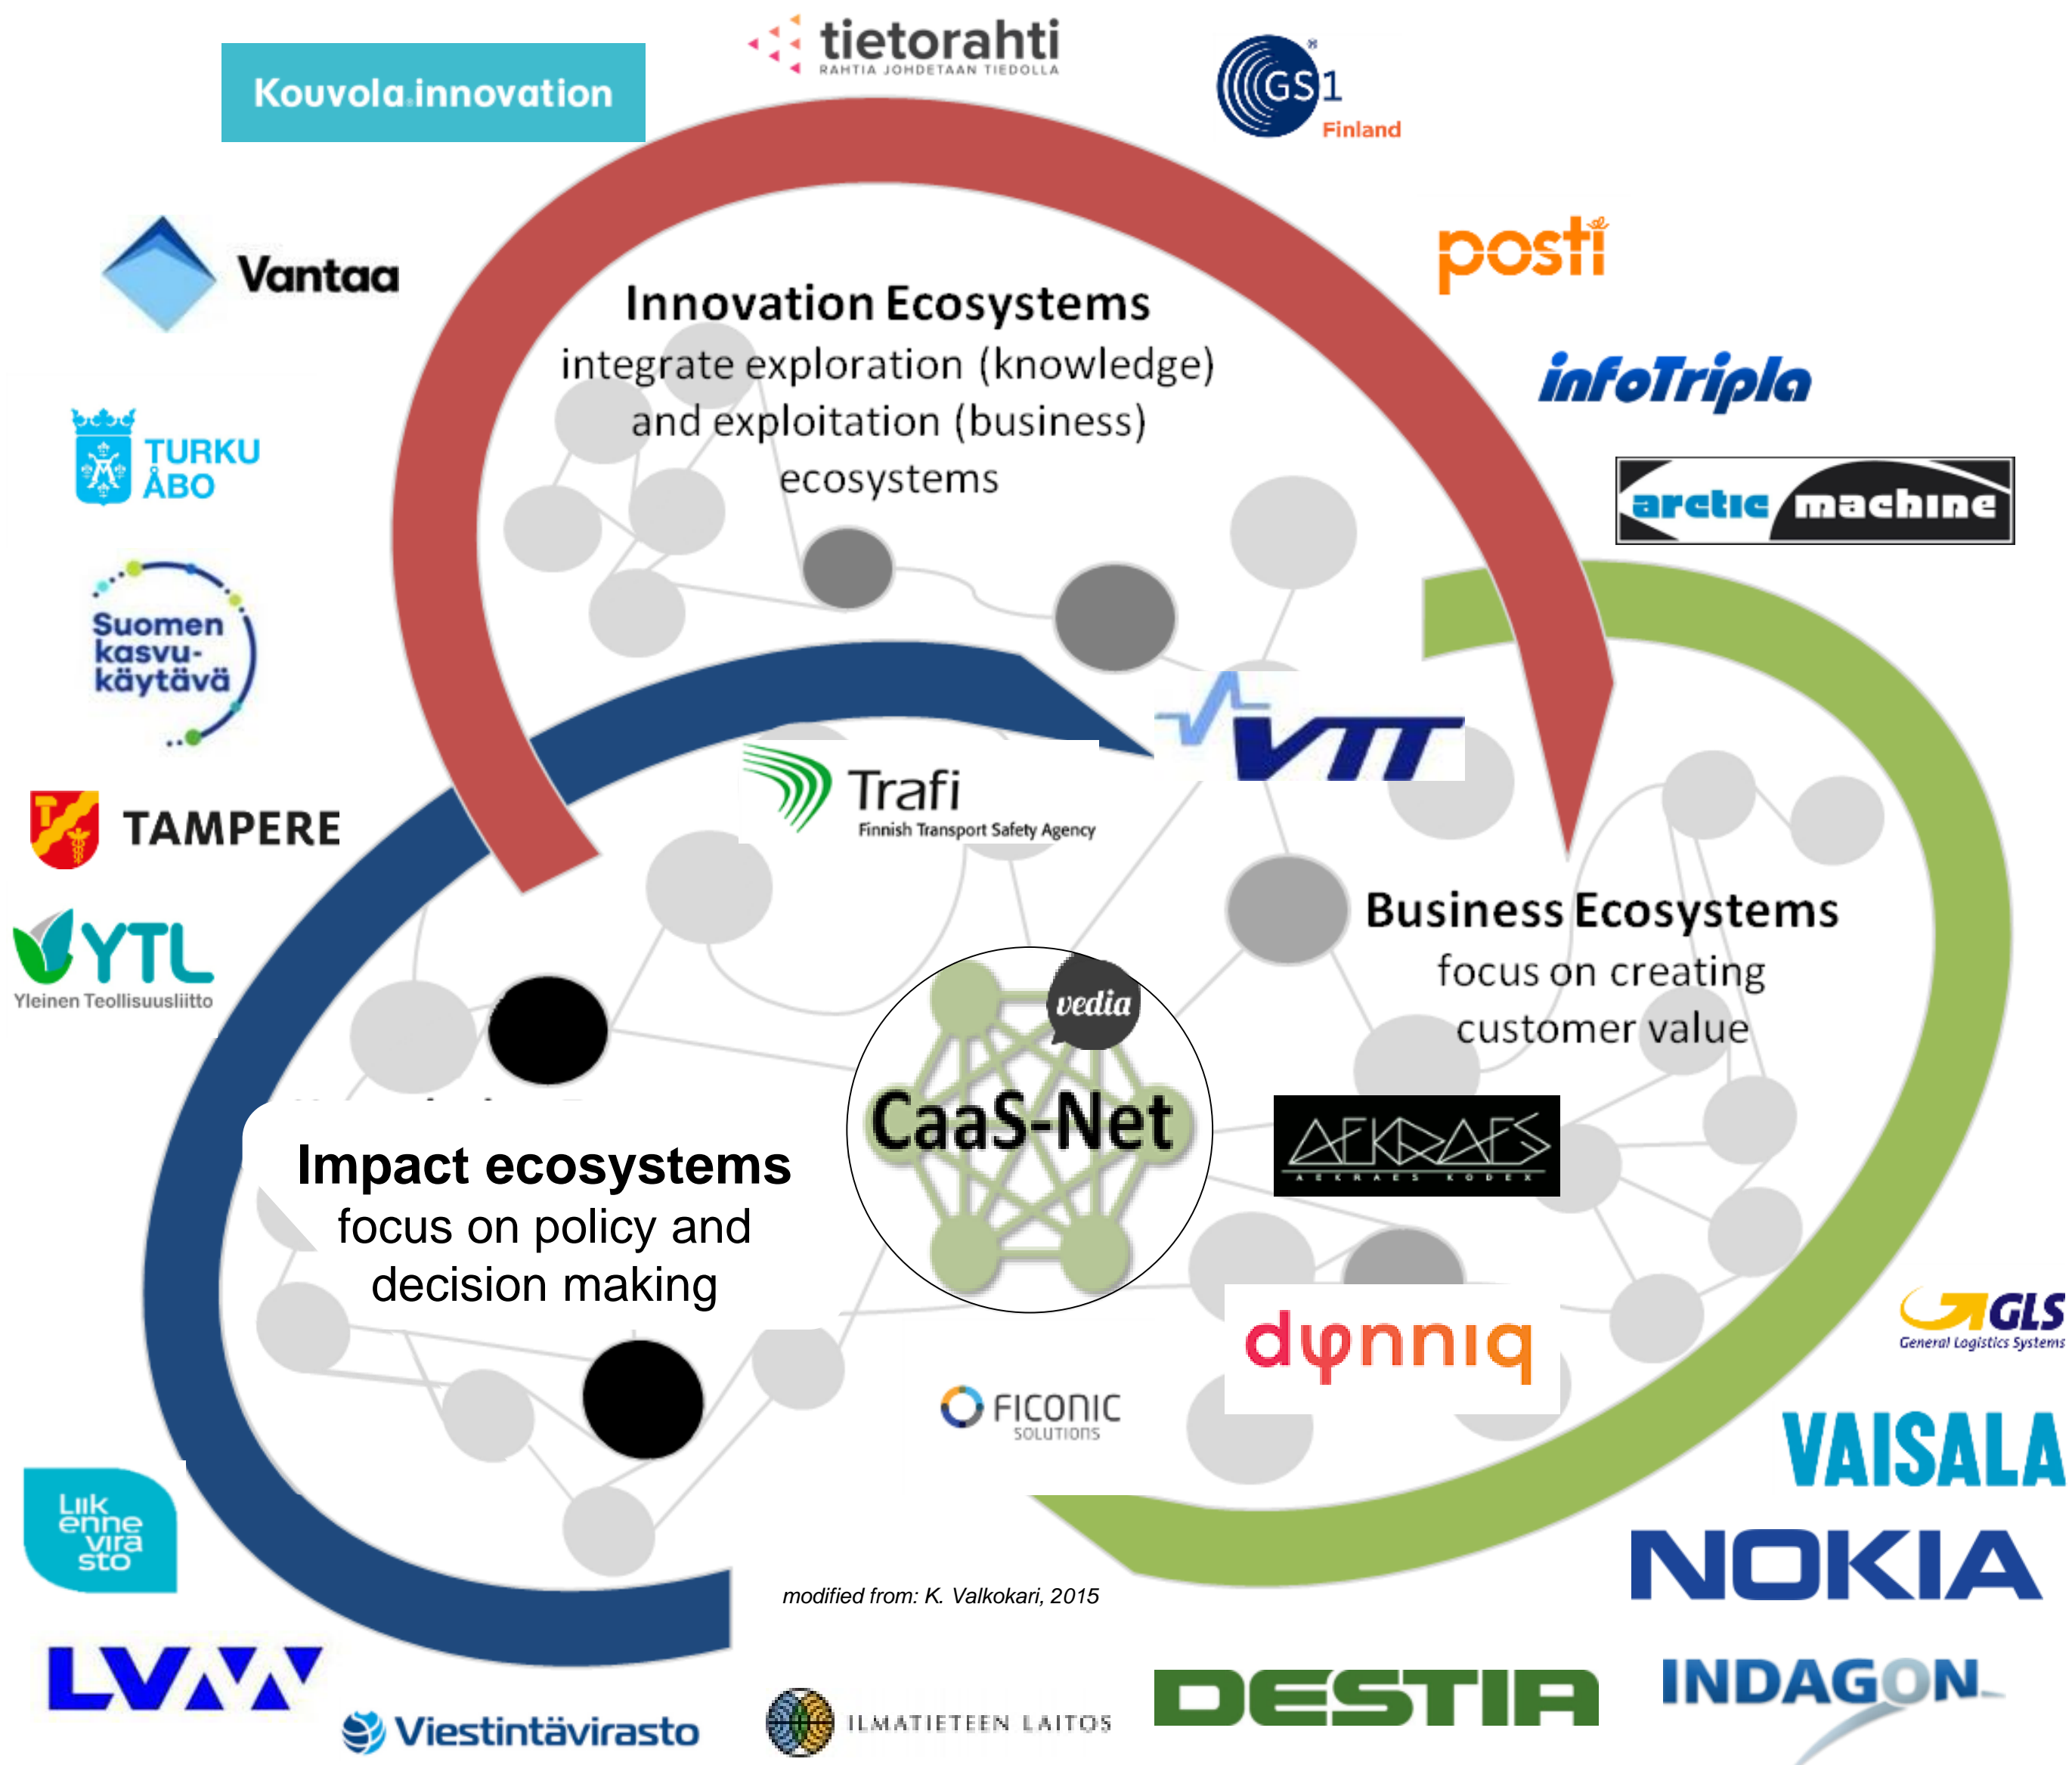 tietorahti
RAHTIA JOHDETAAN TIEDOLLA
Kouvola innovation
GS1
Finland
Vantaa
posti
Innovation Ecosystems
integrate exploration (knowledge)
and exploitation (business)
ecosystems
infoTripla
TURKU
ÅBO
arctic machine
Suomen
kasvu-
käytävä
VTT
Trafi
Finnish Transport Safety Agency
TAMPERE
Business Ecosystems
focus on creating
customer value
YTL
Yleinen Teollisuusliitto
vedia
CaaS-Net
AEKRAES
AEKRAES KODEX
Impact ecosystems
focus on policy and
decision making
GLS
General Logistics Systems
dynniq
FICONIC
SOLUTIONS
VAISALA
Liik
enne
vira
sto
NOKIA
modified from: K. Valkokari, 2015
LVM
DESTIA
INDAGON
Viestintävirasto
ILMATIETEEN LAITOS